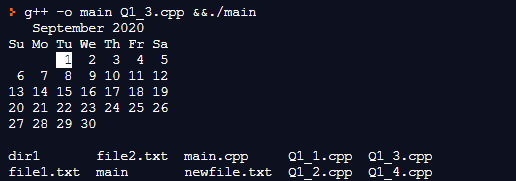 > g++ -o main Q1_3.cpp &&./main
September 2020
Su Mo Tu We Th Fr Sa
1 2 3 4 5
6 7 8 9 10 11 12
13 14 15 16 17 18 19
20 21 22 23 24 25 26
27 28 29 30
dir1 file2.txt main.cpp Q1_1.cpp Q1_3.cpp
file1.txt main newfile.txt Q1_2.cpp Q1_4.cpp